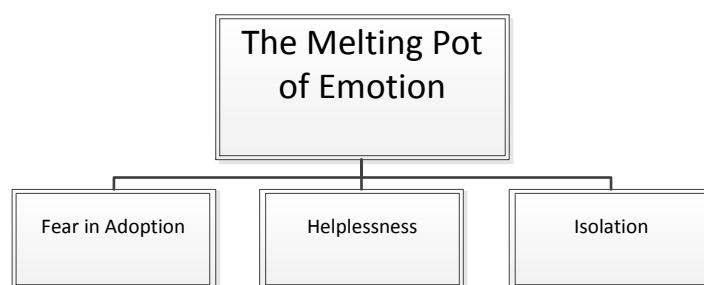 The Melting Pot
of Emotion
Fear in Adoption
Helplessness
Isolation